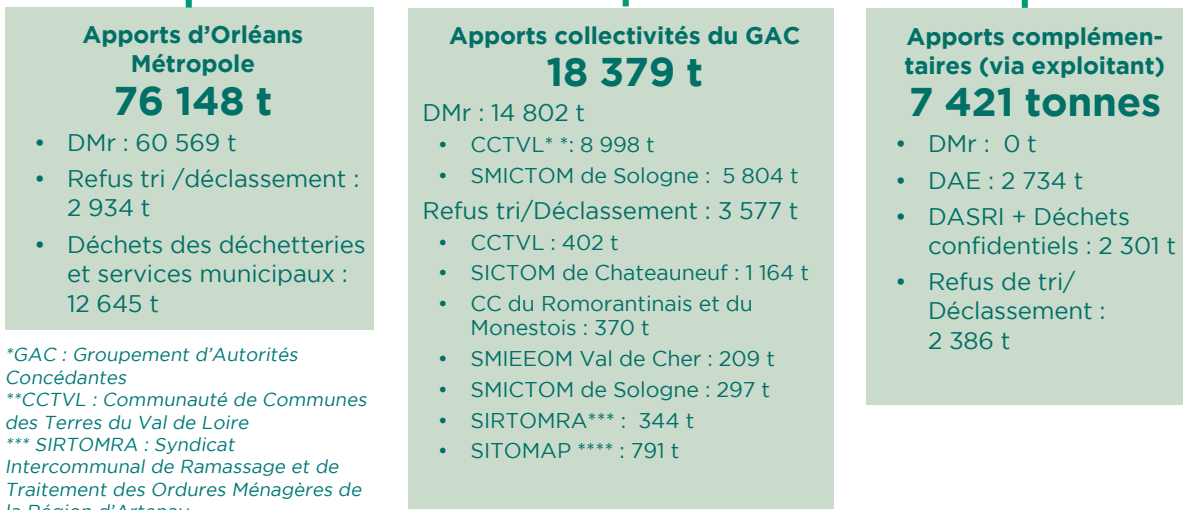 Apports d'Orléans
Métropole
76 148 t
• DMr : 60 569 t
• Refus tri /déclassement :
2 934 t
• Déchets des déchetteries
et services municipaux :
12 645 t
*GAC : Groupement d'Autorités
Concédantes
**CCTVL : Communauté de Communes
des Terres du Val de Loire
*** SIRTOMRA : Syndicat
Intercommunal de Ramassage et de
Traitement des Ordures Ménagères de
la Région d'Artenay
Apports collectivités du GAC
18 379 t
DMr : 14 802 t
• CCTVL* *: 8 998 t
• SMICTOM de Sologne : 5 804 t
Refus tri/Déclassement : 3 577 t
• CCTVL : 402 t
• SICTOM de Chateauneuf : 1 164 t
• CC du Romorantinais et du
Monestois : 370 t
• SMIEEOM Val de Cher : 209 t
• SMICTOM de Sologne : 297 t
• SIRTOMRA*** : 344 t
• SITOMAP **** : 791 t
Apports complémen-
taires (via exploitant)
7 421 tonnes
• DMr : 0 t
• DAE : 2 734 t
• DASRI + Déchets
confidentiels : 2 301 t
• Refus de tri/
Déclassement :
2 386 t